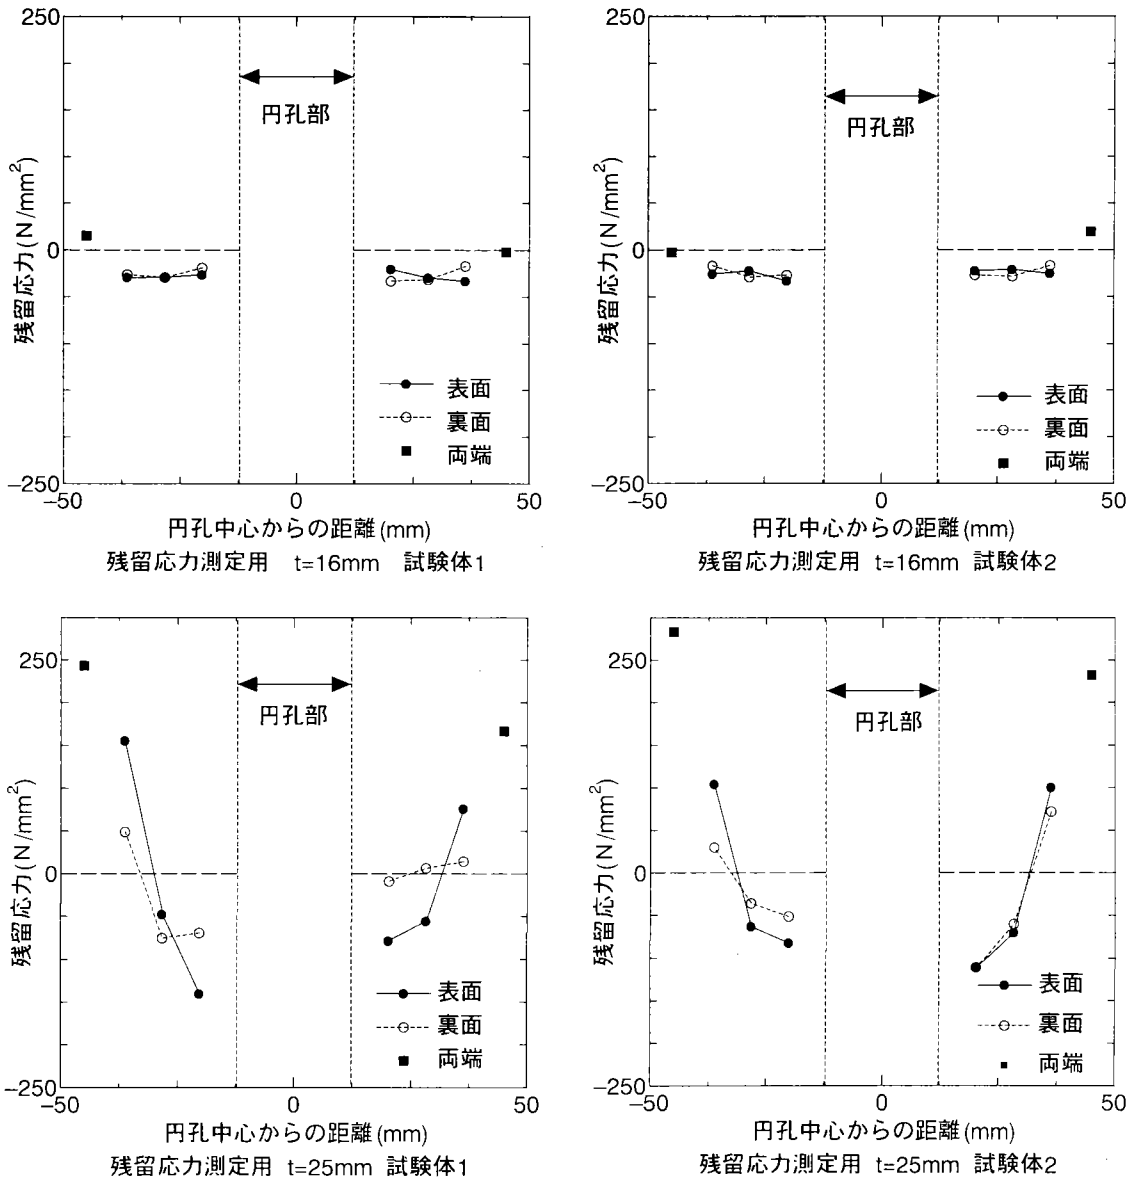 250
円孔部
残留応力(N/mm²)
0
表面
裏面
両端
−250
−50
0
50
円孔中心からの距離(mm)
残留応力測定用 t=16mm 試験体1
250
円孔部
残留応力(N/mm²)
0
表面
裏面
両端
−250
−50
0
50
円孔中心からの距離(mm)
残留応力測定用 t=16mm 試験体2
250
円孔部
残留応力(N/mm²)
0
表面
裏面
両端
−250
−50
0
50
円孔中心からの距離(mm)
残留応力測定用 t=25mm 試験体1
250
円孔部
残留応力(N/mm²)
0
表面
裏面
両端
−250
−50
0
50
円孔中心からの距離(mm)
残留応力測定用 t=25mm 試験体2